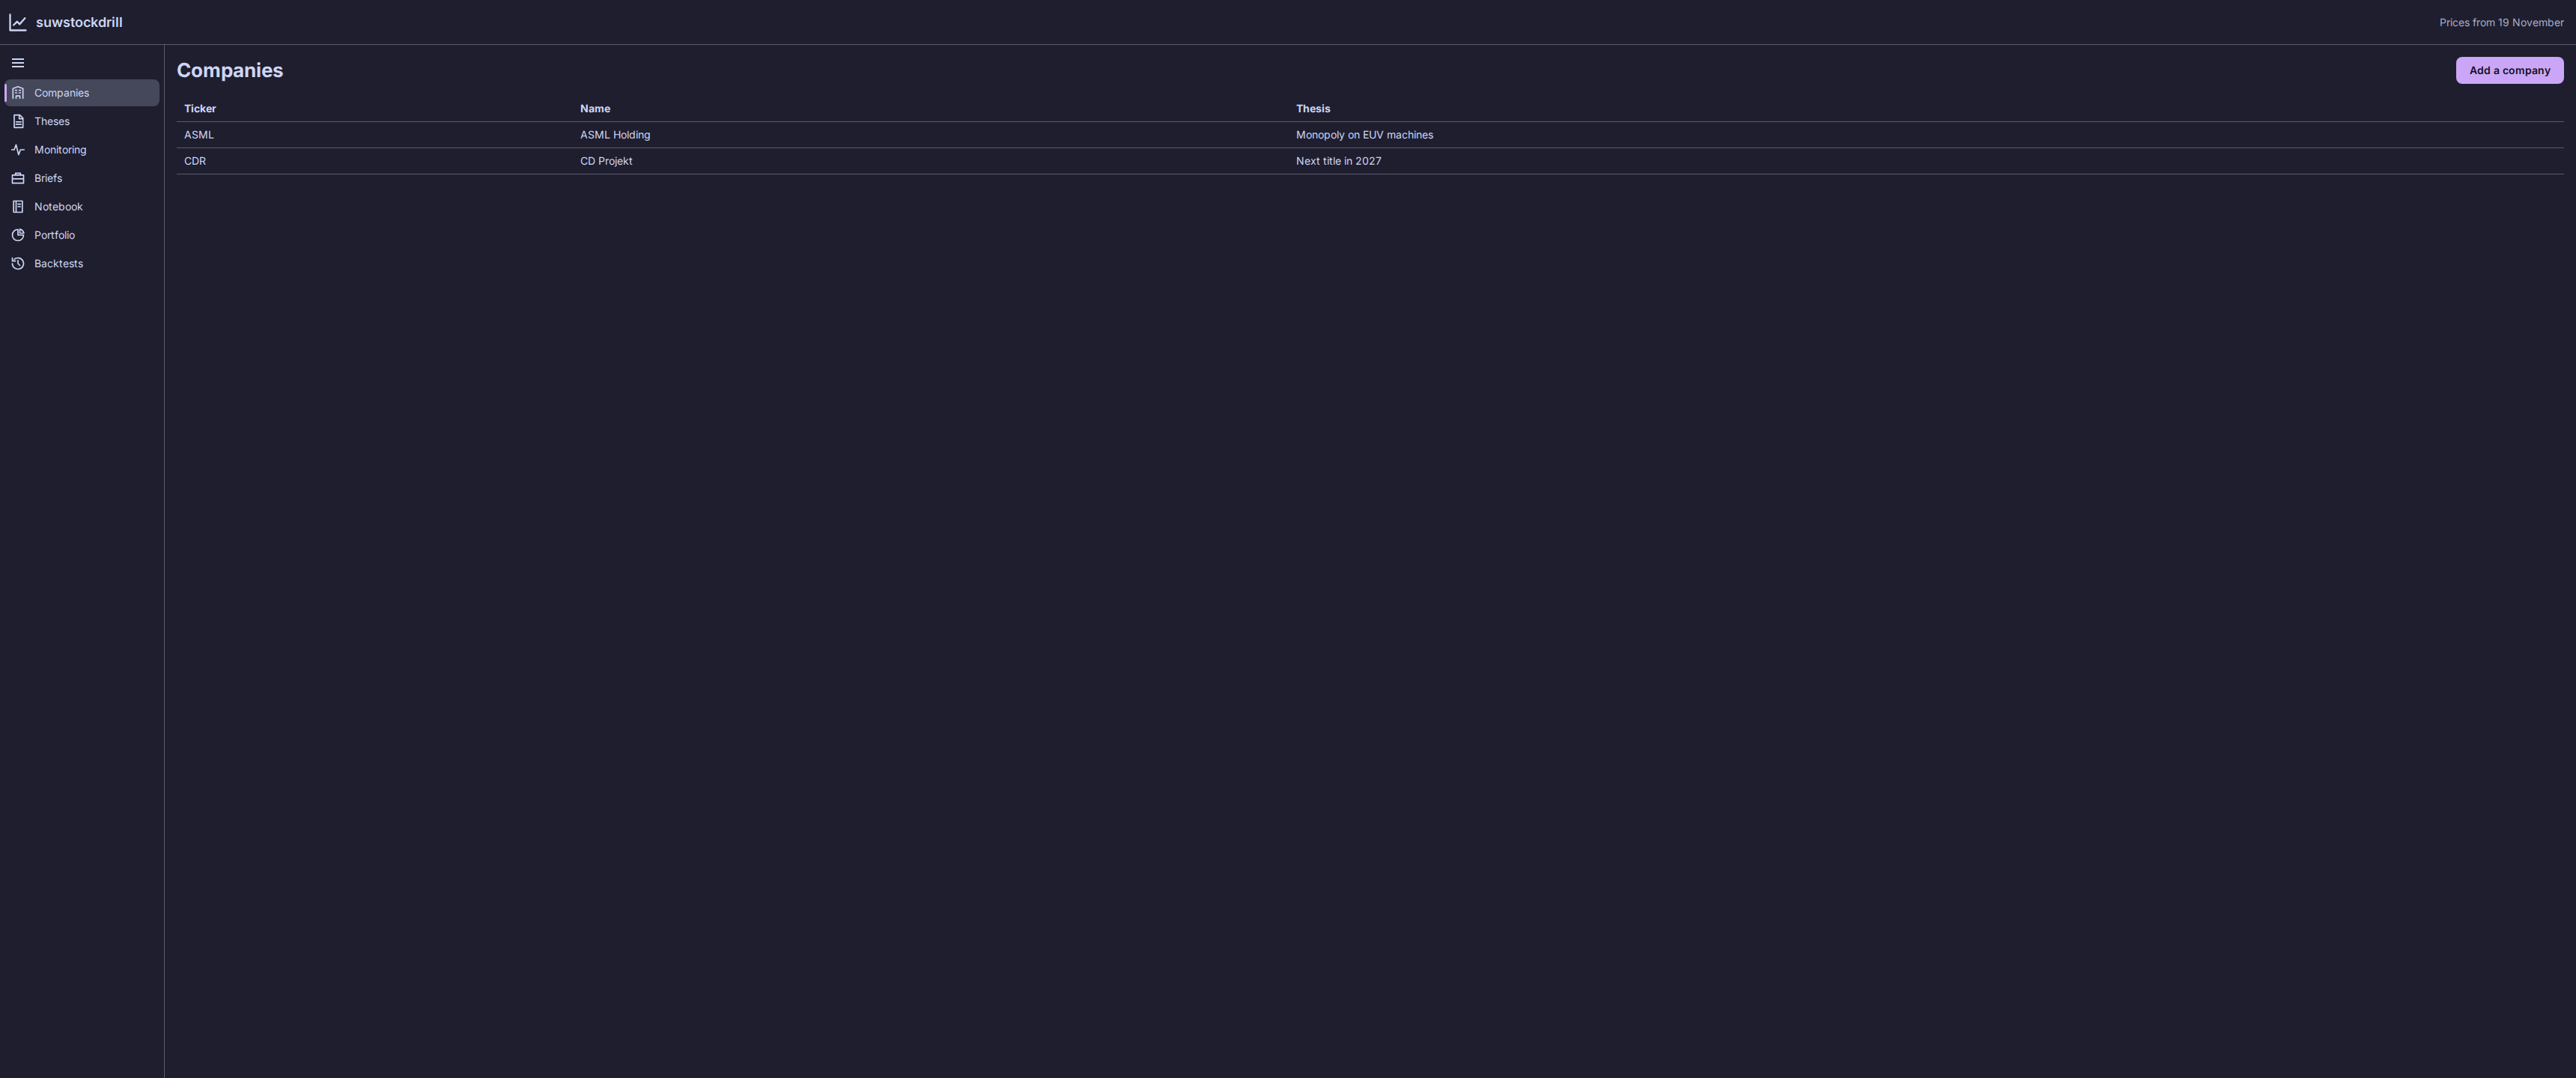 suwstockdrill
Prices from 19 November
Companies
Theses
Monitoring
Briefs
Notebook
Portfolio
Backtests
Companies
Add a company
Ticker Name Thesis
ASML ASML Holding Monopoly on EUV machines
CDR CD Projekt Next title in 2027